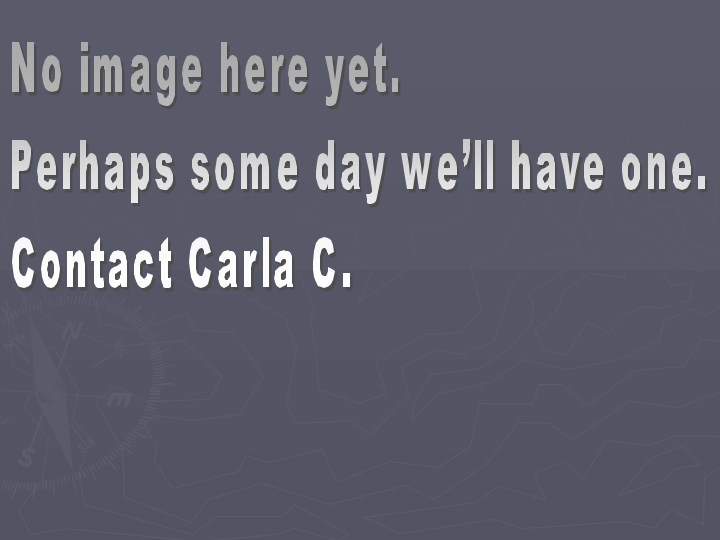 No image here yet.
Perhaps some day we’ll have one.
Contact Carla C.
N
E
S